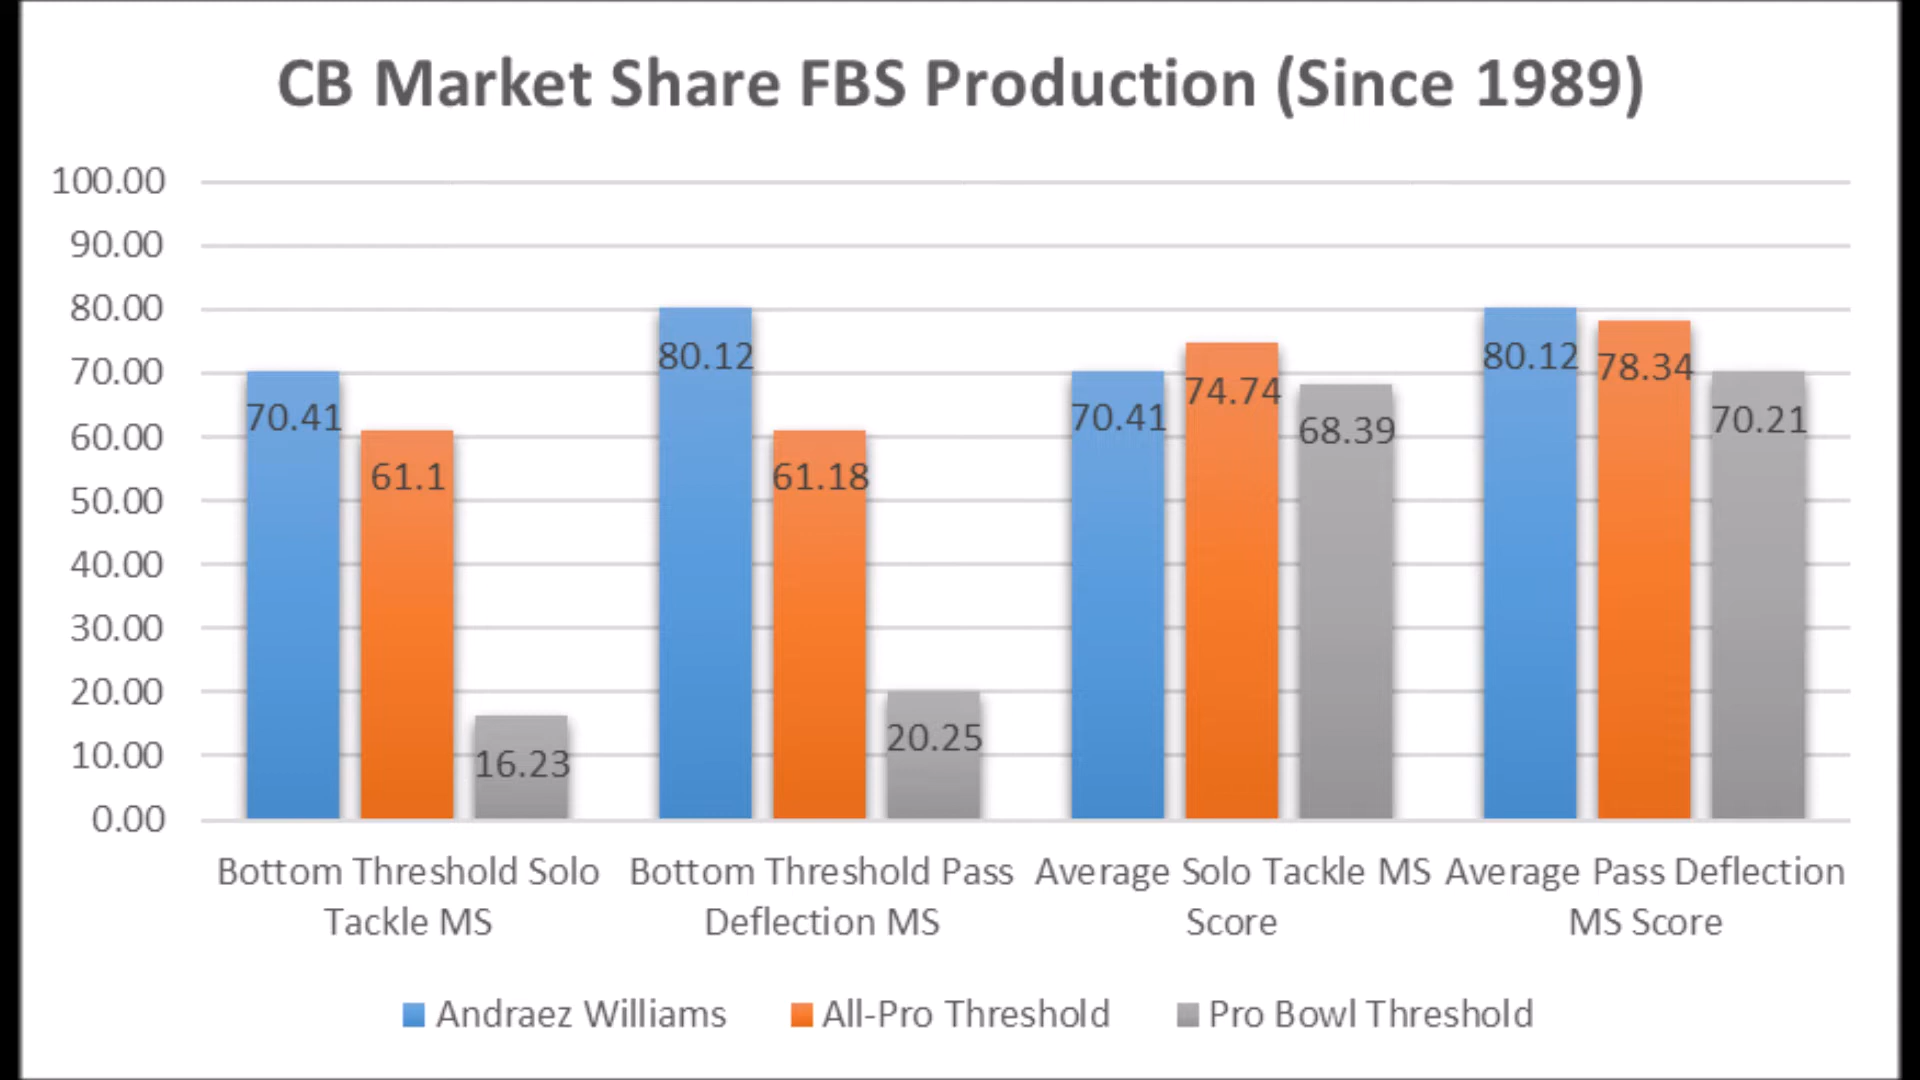 CB Market Share FBS Production (Since 1989)
100.00
90.00
80.00
70.00
60.00
50.00
40.00
30.00
20.00
10.00
0.00
70.41
61.1
16.23
80.12
61.18
20.25
70.41
74.74
68.39
80.12
78.34
70.21
Bottom Threshold Solo
Tackle MS
Bottom Threshold Pass
Deflection MS
Average Solo Tackle MS
Score
Average Pass Deflection
MS Score
Andraez Williams
All-Pro Threshold
Pro Bowl Threshold